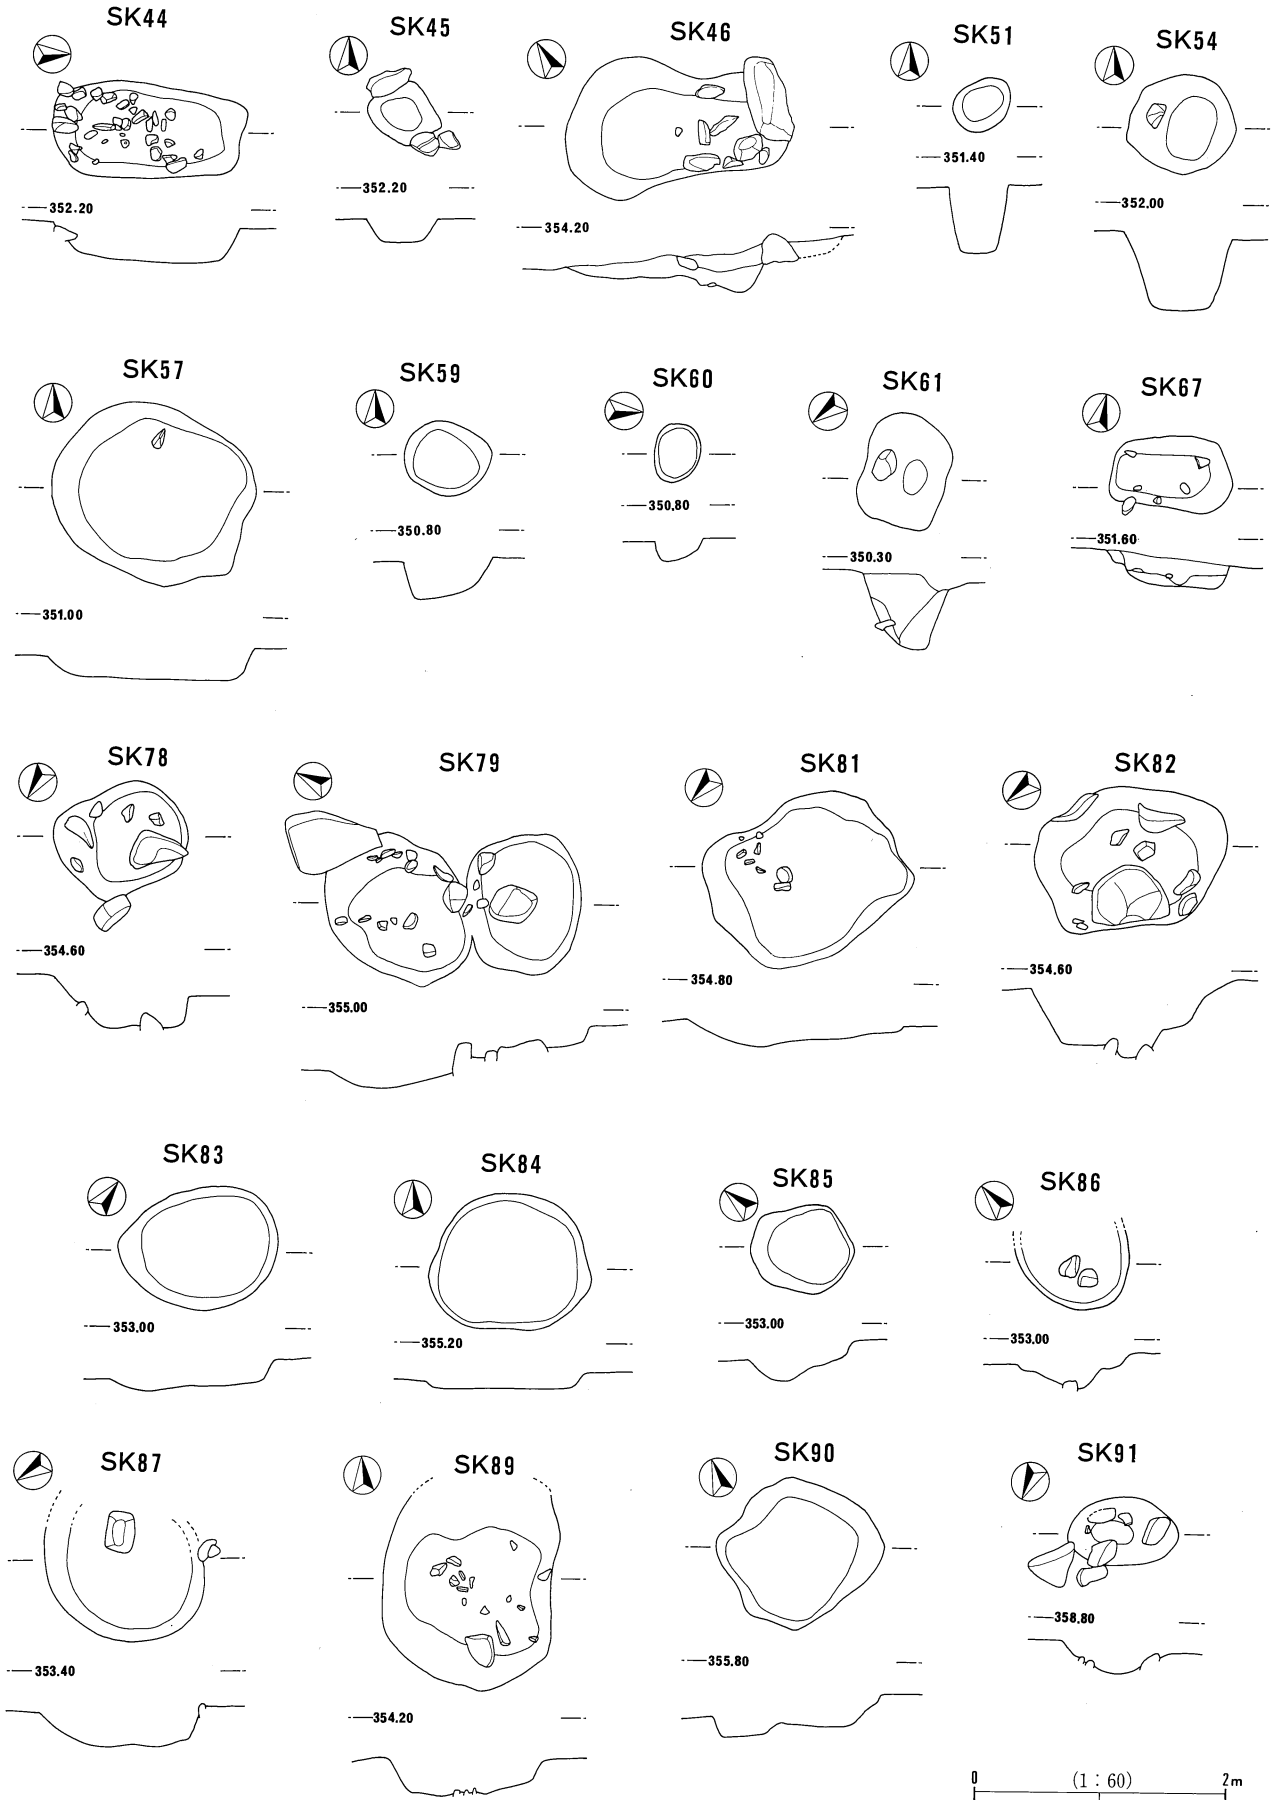 SK44 SK45 SK46 SK51 SK54
352.20 352.20 354.20 351.40 352.00
SK57 SK59 SK60 SK61 SK67
351.00 350.80 350.80 350.30 351.60
SK78 SK79 SK81 SK82
354.60 355.00 354.80 354.60
SK83 SK84 SK85 SK86
353.00 355.20 353.00 353.00
SK87 SK89 SK90 SK91
353.40 354.20 355.80 358.80
0 (1：60) 2m